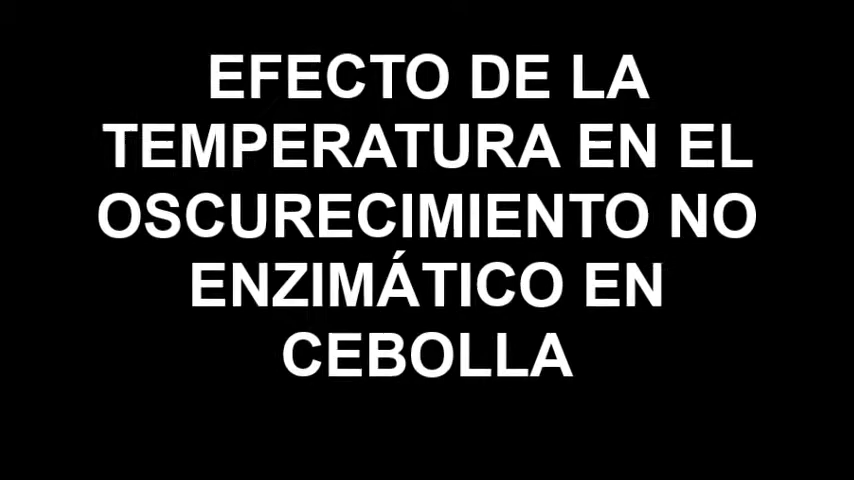 EFECTO DE LA
TEMPERATURA EN EL
OSCURECIMIENTO NO
ENZIMÁTICO EN
CEBOLLA